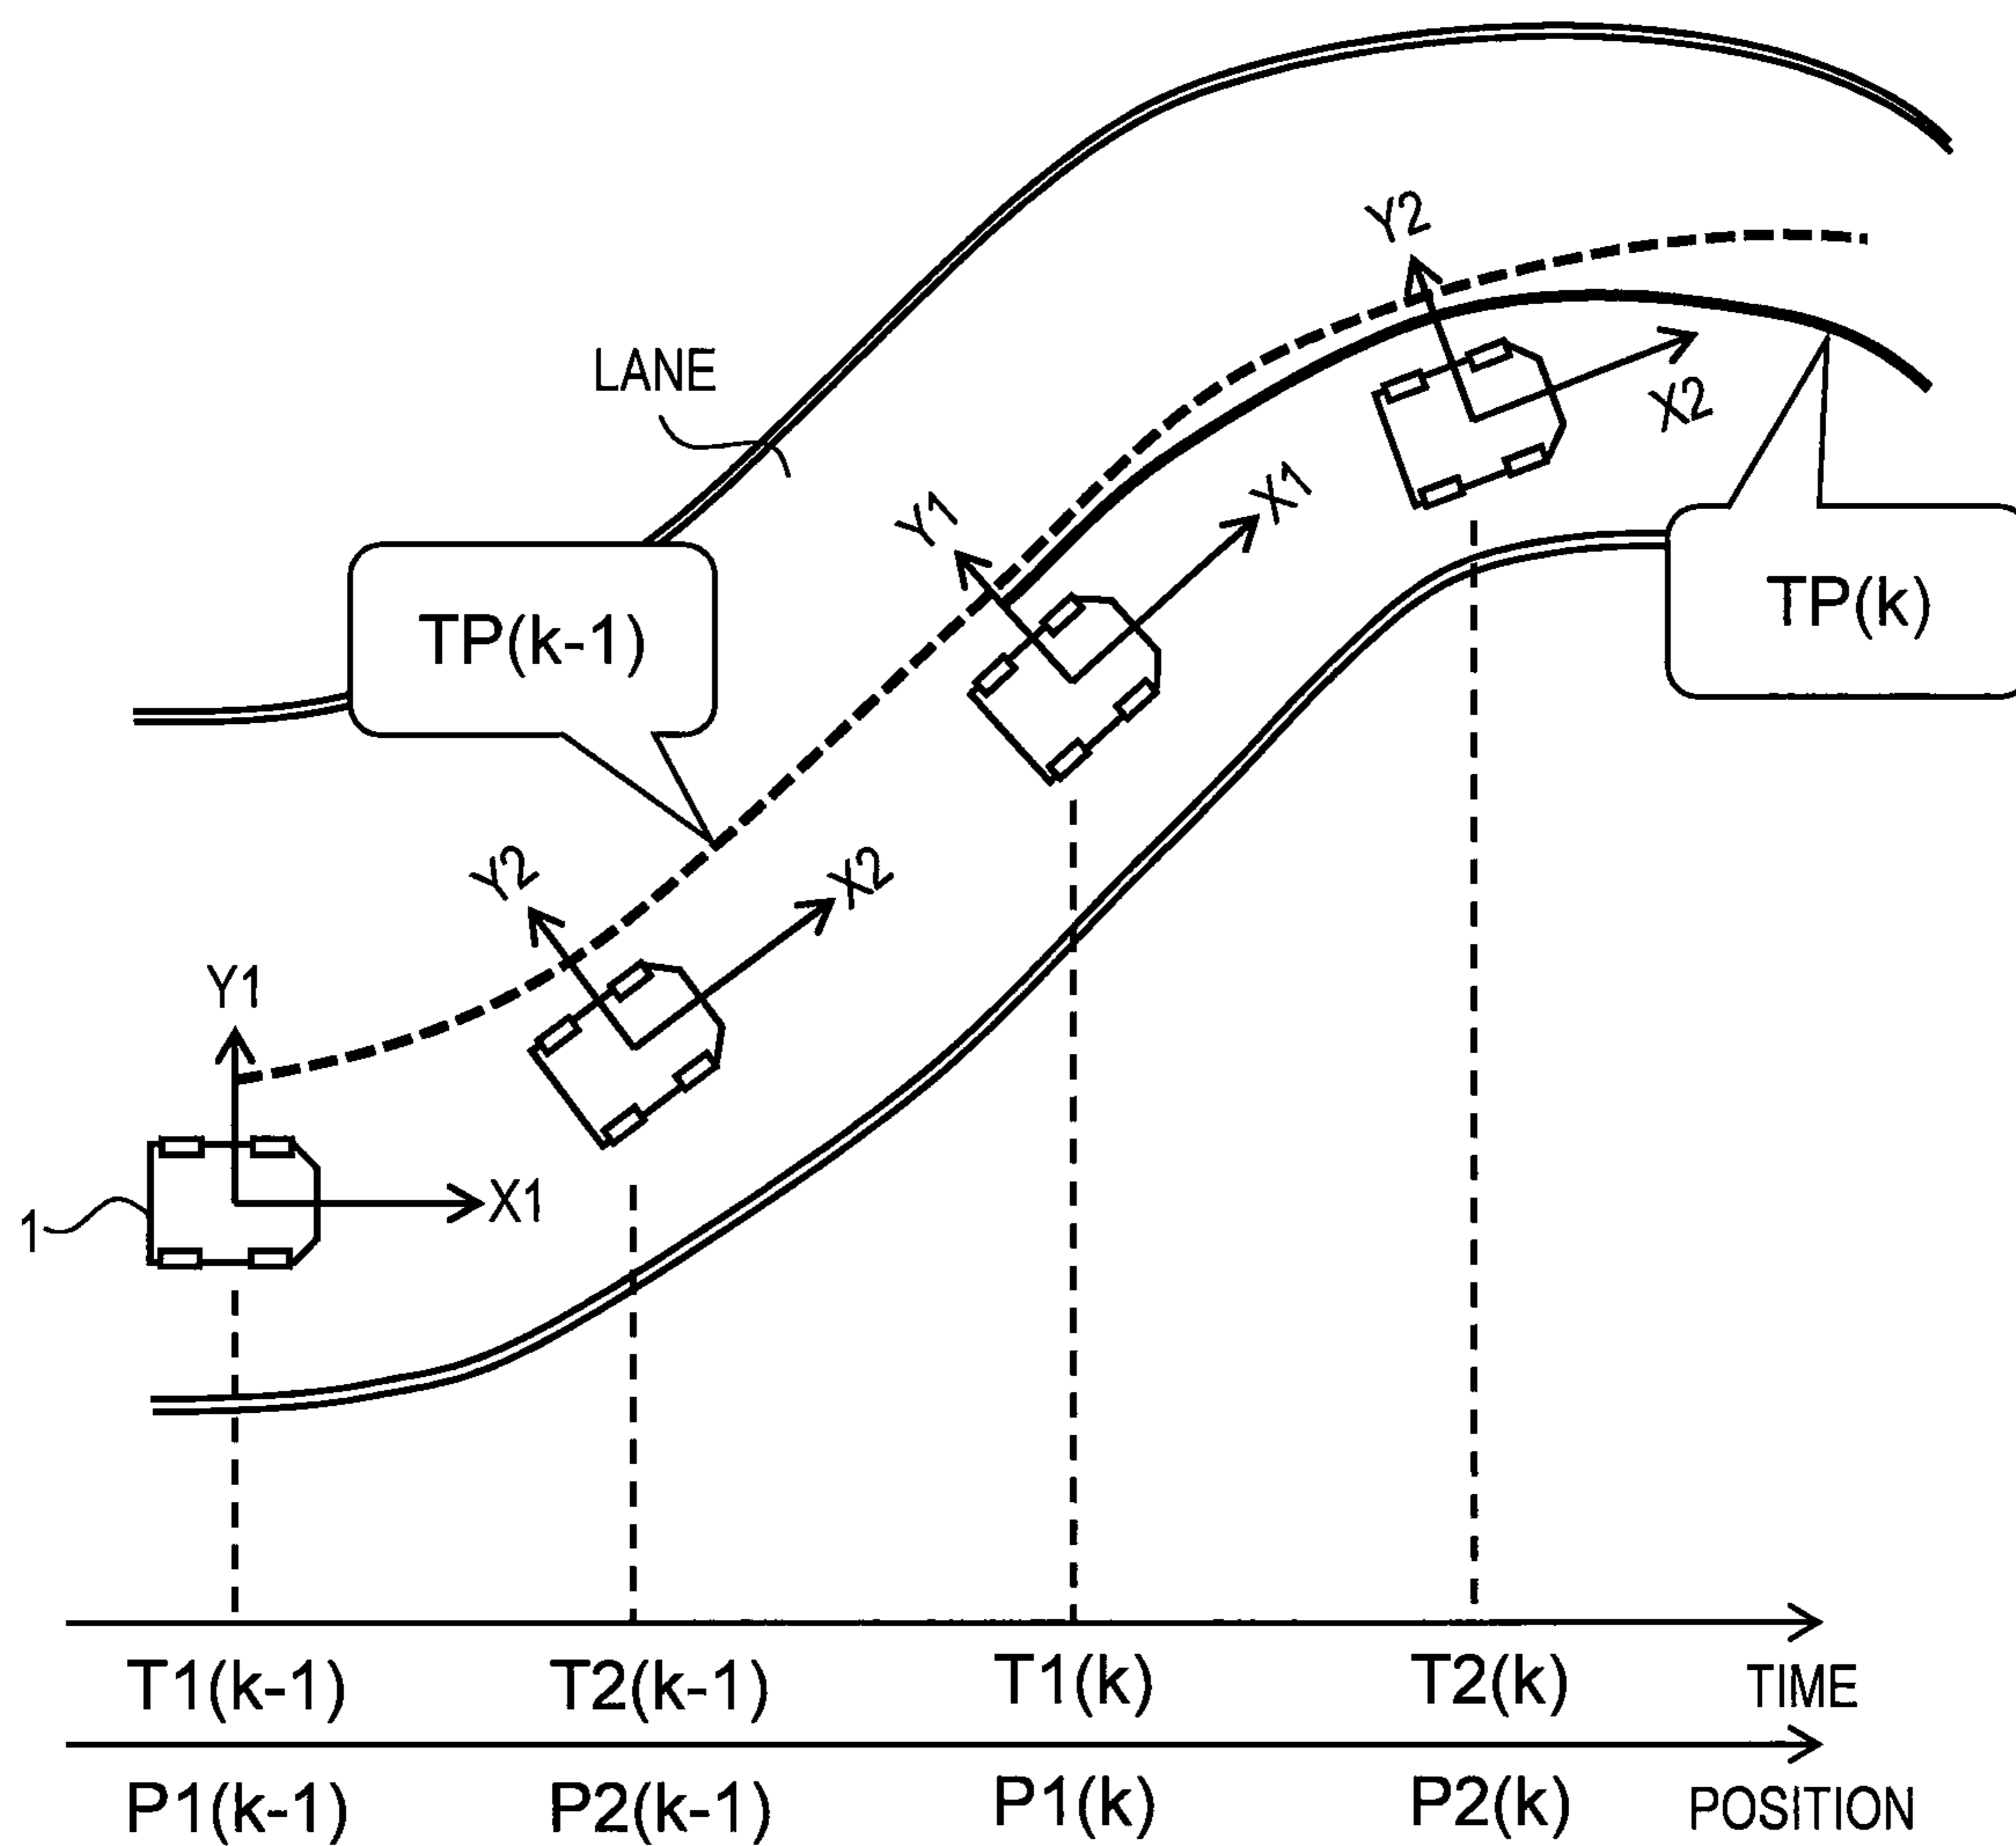 Y2
LANE
X2
Y1
X1
TP(k-1)
TP(k)
Y2
X2
Y1
X1
1
T1(k-1) T2(k-1) T1(k) T2(k) TIME
P1(k-1) P2(k-1) P1(k) P2(k) POSITION